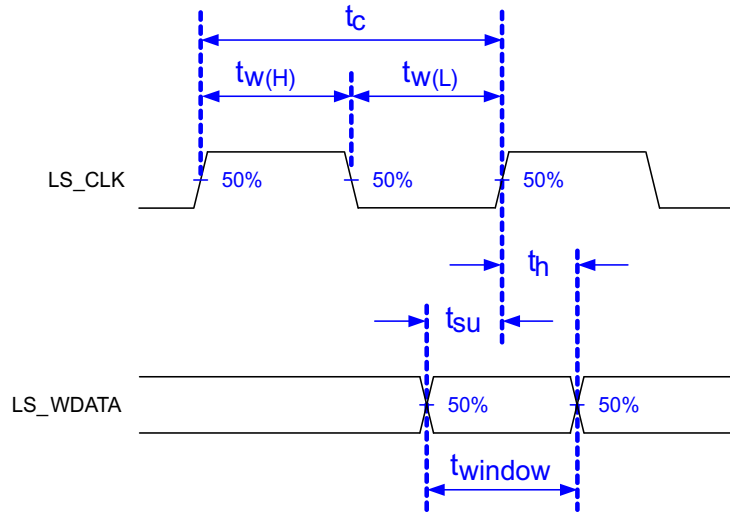 tc
tw(H) tw(L)
LS_CLK 50% 50% 50%
th
tsu
LS_WDATA 50% 50%
twindow